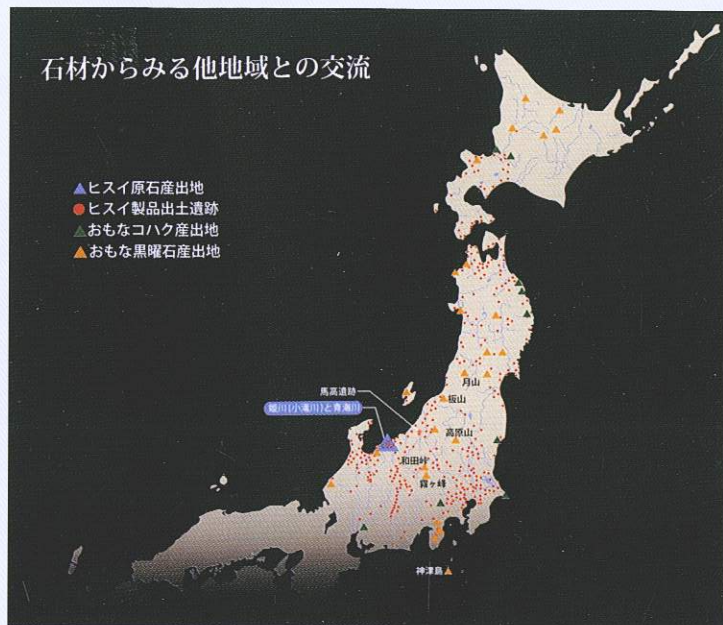 石材からみる他地域との交流
ヒスイ原石産出地
ヒスイ製品出土遺跡
おもなコハク産出地
おもな黒曜石産出地
月山
板山
馬高遺跡
姫川(小滝川)と青海川
高原山
和田峠
霧ヶ峰
神津島